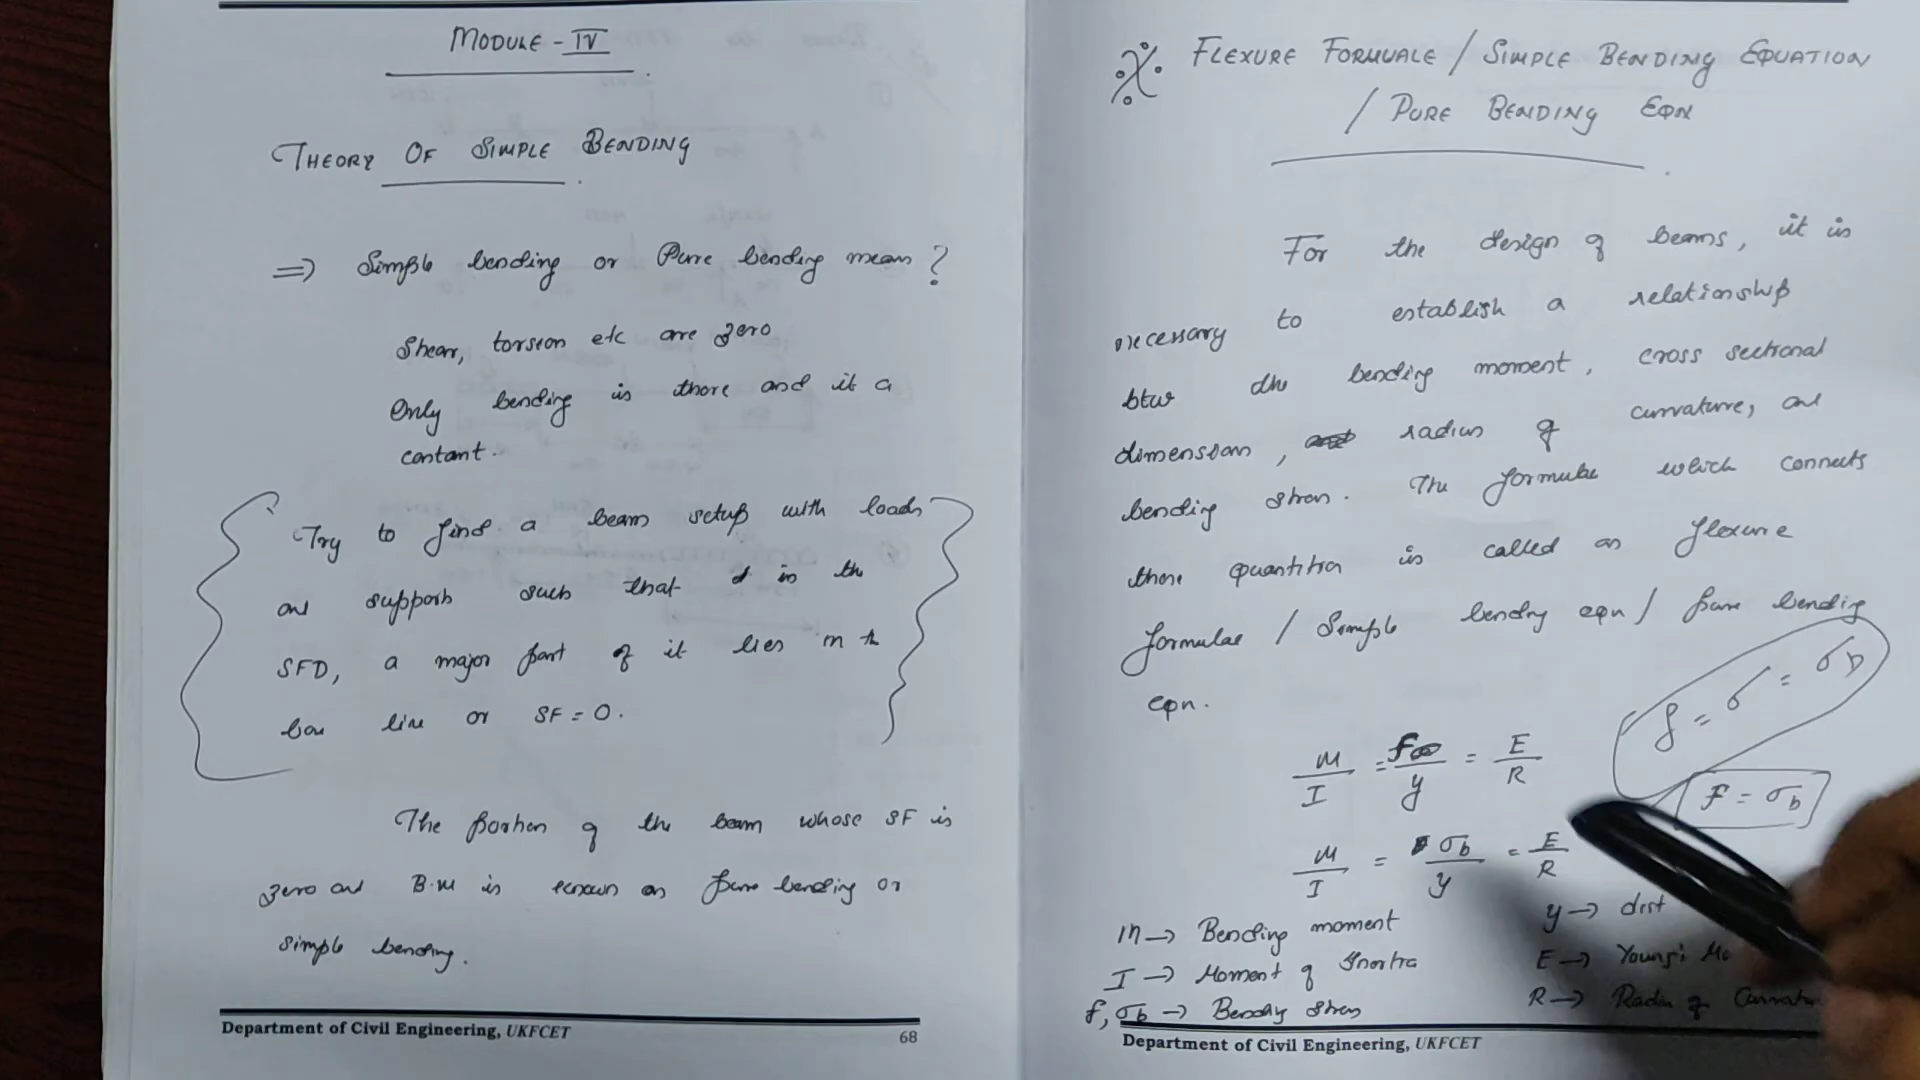 MODULE - IV
THEORY OF SIMPLE BENDING
=> Simple bending or Pure bending means ?
Shear, torsion etc are zero
Only bending is there and it a
contant.
Try to find a beam setup with loads
and supports such that in the
SFD, a major part of it lies in th
line or SF = 0.
The portion of the beam whose SF is
zero and B.M is known as pure bending or
simple bending.
Department of Civil Engineering, UKFCET
68
FLEXURE FORMUALE / SIMPLE BENDING EQUATION
/ PURE BENDING EQN
For the design of beams, it is
necessary to establish a relationship
btw the bending moment, cross sectional
dimensions, radius of curvature, and
bending stress. The formulae which connects
these quantities is called as flexure
formulae / Simple bending eqn / pure bending
eqn.
f = σ = σb
M/I = f/y = E/R
F = σb
M/I = σb/y = E/R
M → Bending moment
I → Moment of Inertia
f, σb → Bending stress
y → dist
E → Young's Mo
R → Radius of Curvature
Department of Civil Engineering, UKFCET